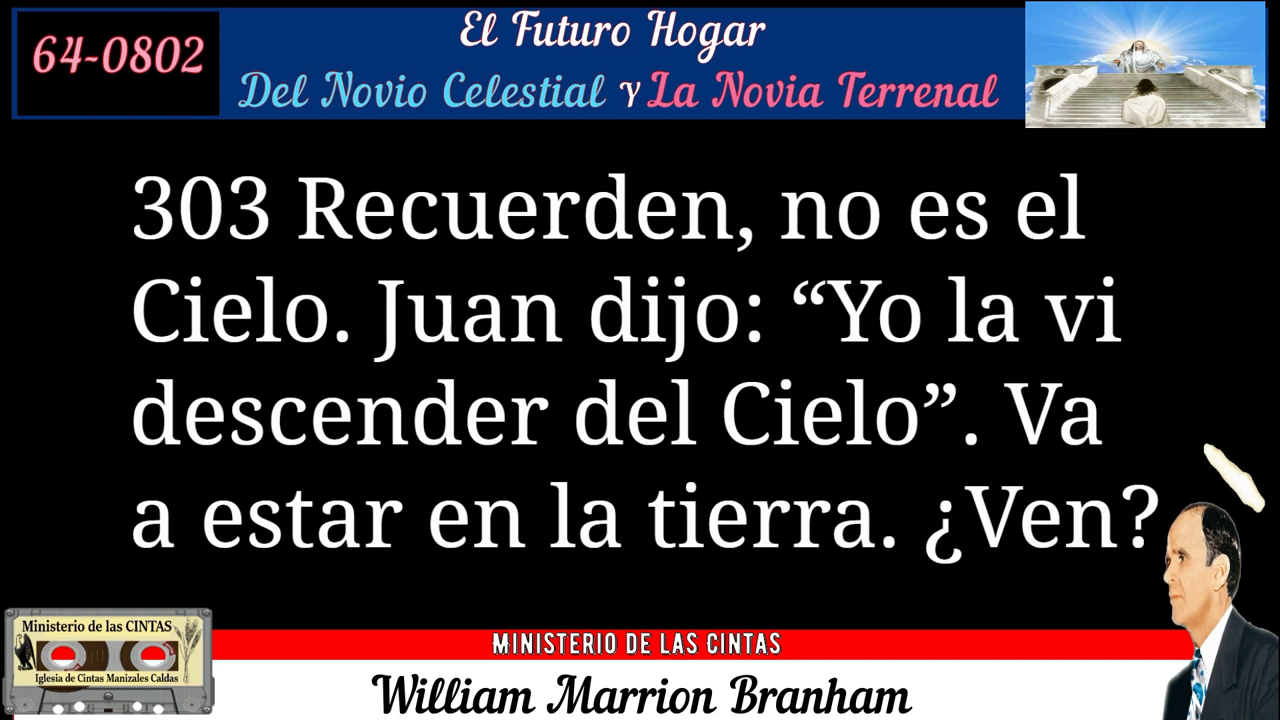 64-0802
El Futuro Hogar
Del Novio Celestial Y La Novia Terrenal
303 Recuerden, no es el
Cielo. Juan dijo: “Yo la vi
descender del Cielo”. Va
a estar en la tierra. ¿Ven?
Ministerio de las CINTAS
Iglesia de Cintas Manizales Caldas
MINISTERIO DE LAS CINTAS
William Marrion Branham